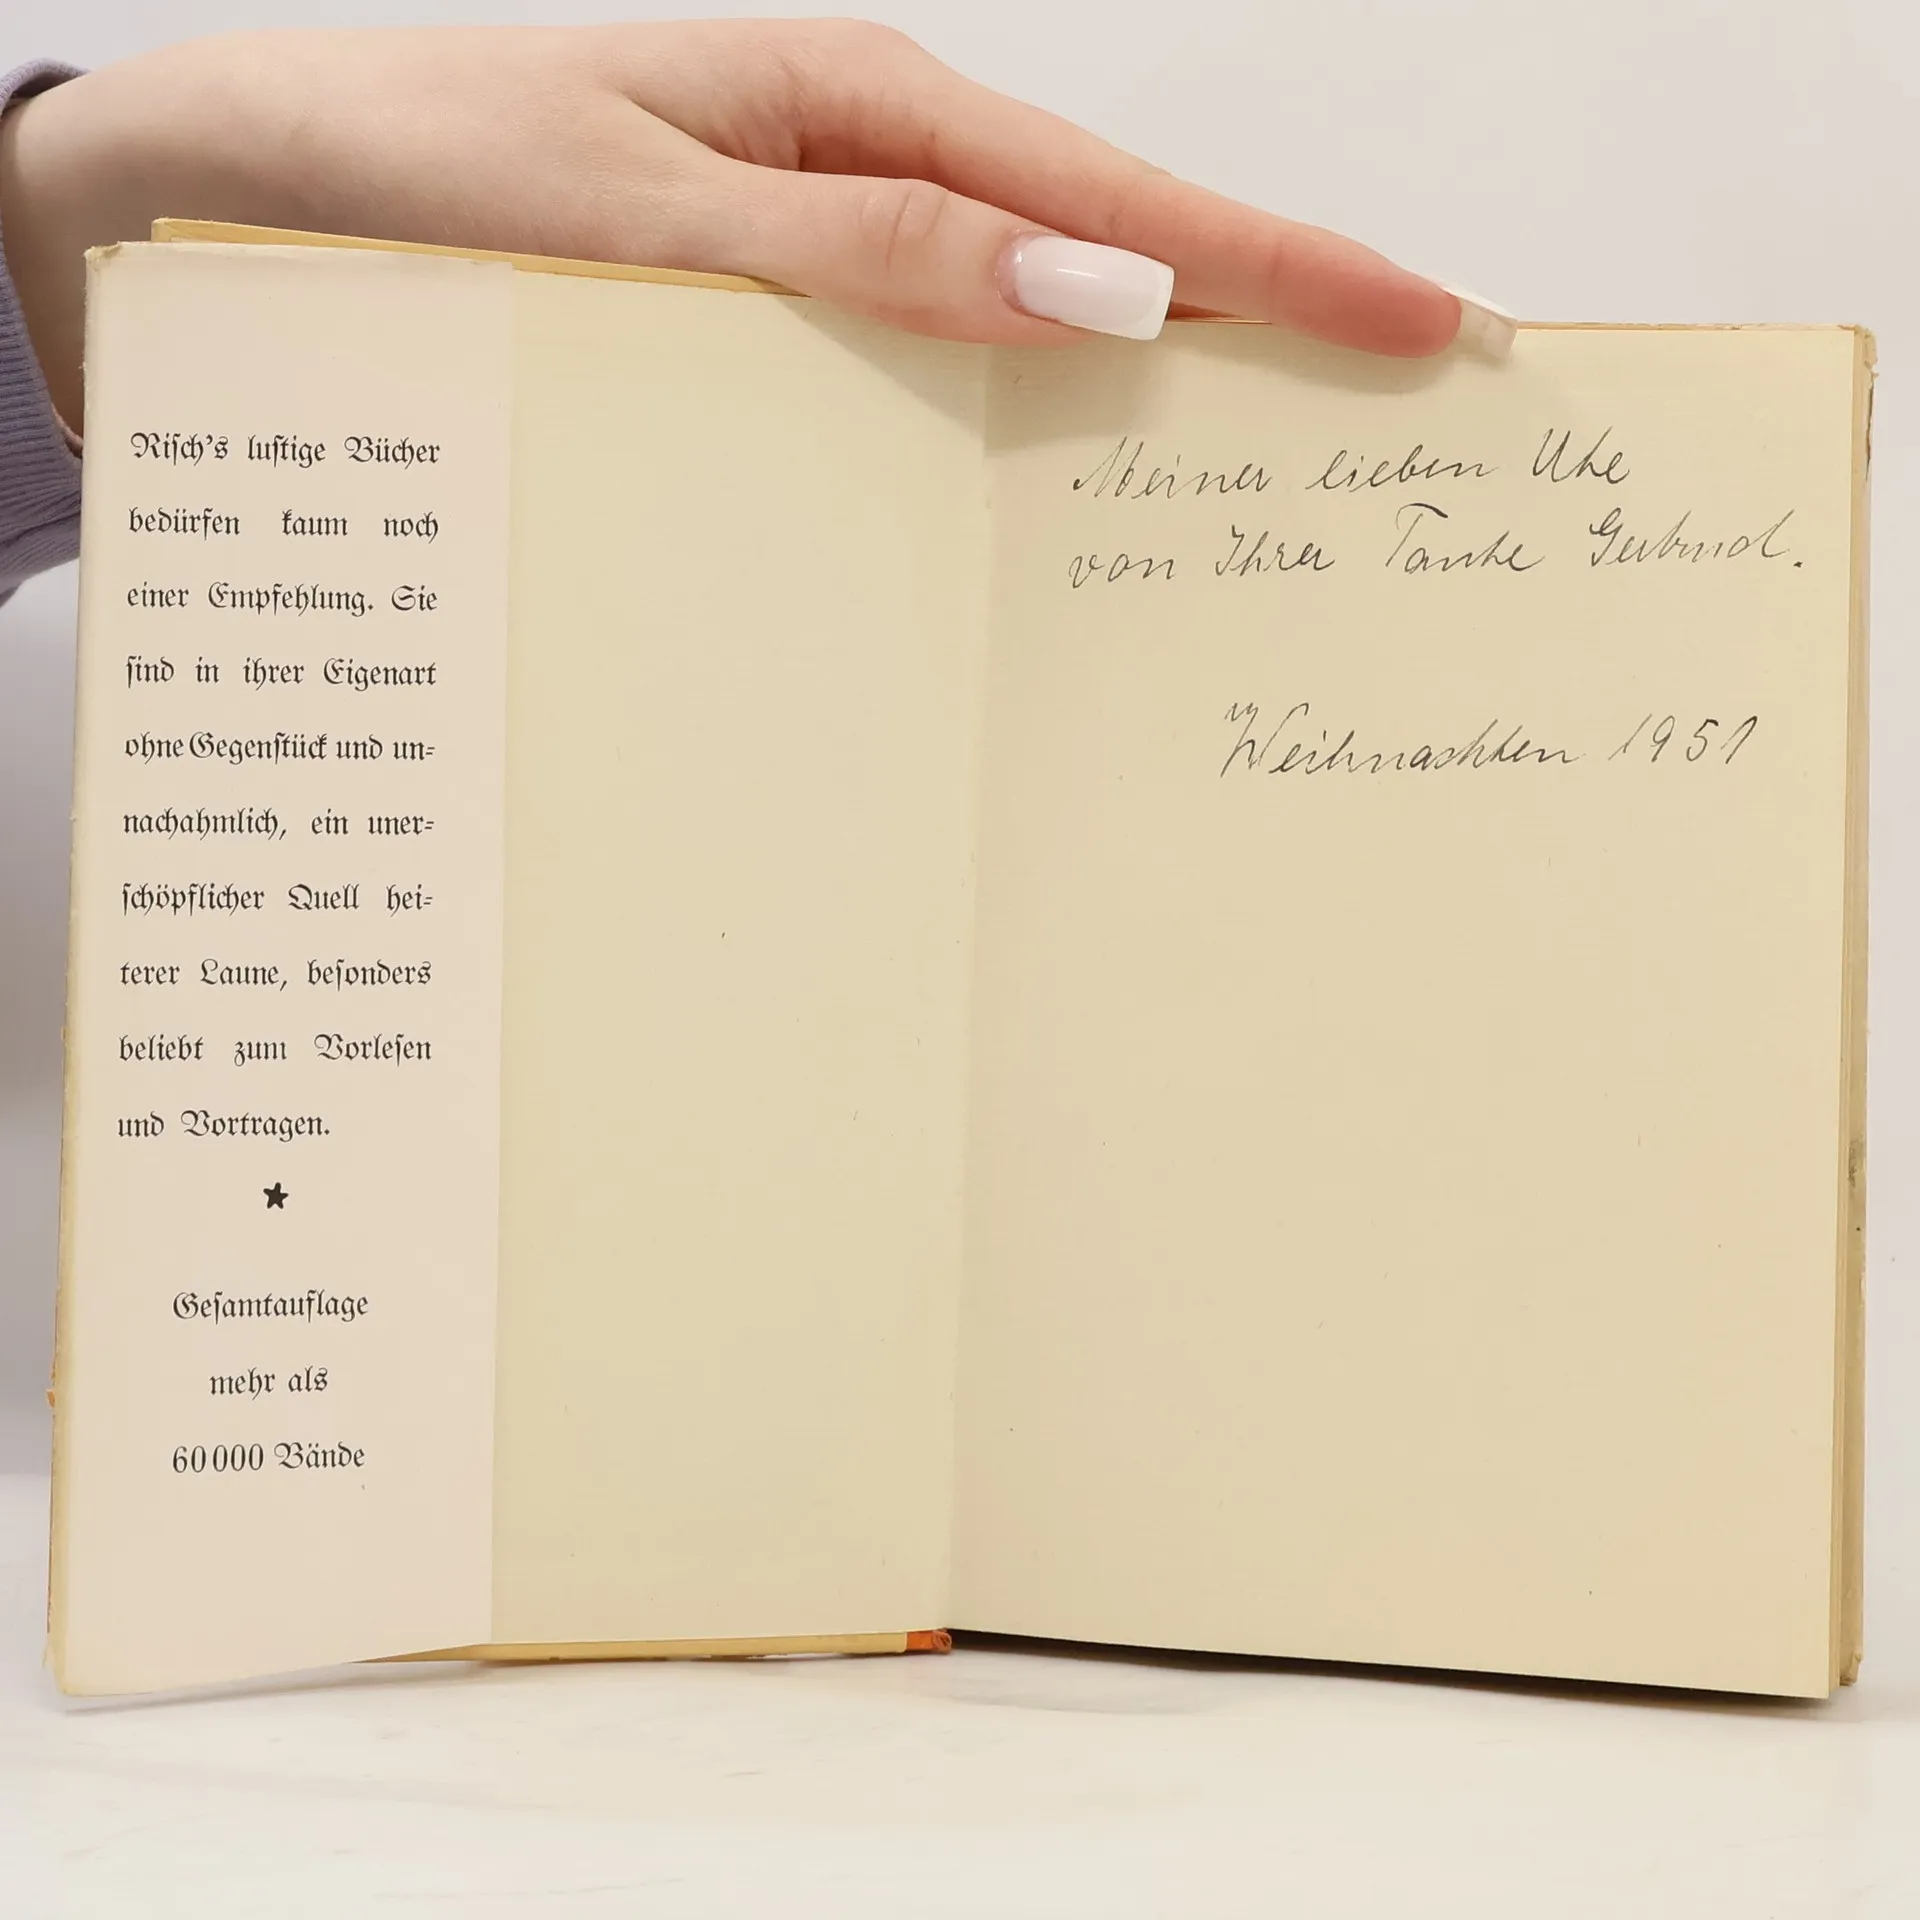 Risch's lustige Bücher
bedürfen kaum noch
einer Empfehlung. Sie
sind in ihrer Eigenart
ohne Gegenstück und un-
nachahmlich, ein uner-
schöpflicher Quell hei-
terer Laune, besonders
beliebt zum Vorlesen
und Vortragen.
★
Gesamtauflage
mehr als
60000 Bände
Meiner lieben Ute
von Ihrer Tante Gertrud.
Weihnachten 1951